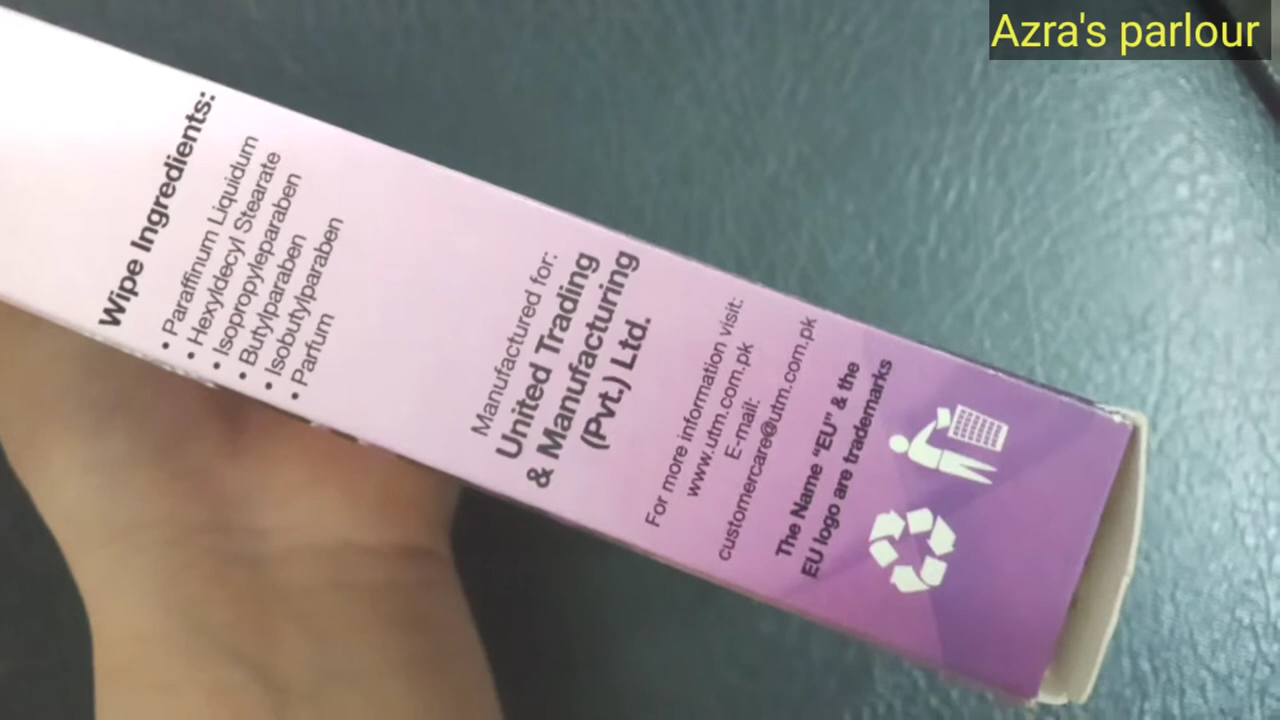 Azra's parlour
Wipe Ingredients:
• Paraffinum Liquidum
• Hexyldecyl Stearate
• Isopropyleparaben
• Butylparaben
• Isobutylparaben
• Parfum
Manufactured for:
United Trading
& Manufacturing
(Pvt.) Ltd.
For more information visit:
www.utm.com.pk
E-mail:
customercare@utm.com.pk
The Name “EU” & the
EU logo are trademarks